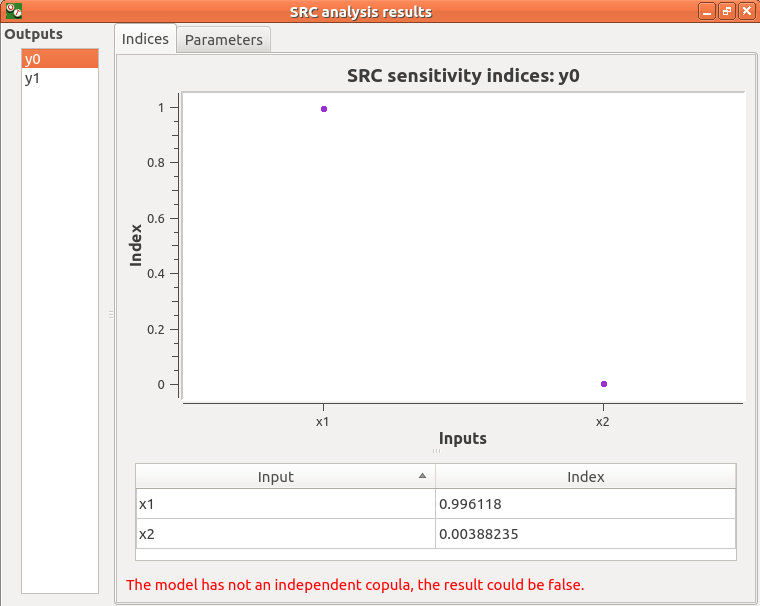 SRC analysis results
Outputs
y0
y1
Indices
Parameters
SRC sensitivity indices: y0
Index
1
0.8
0.6
0.4
0.2
0
x1
x2
Inputs
Input Index
x1 0.996118
x2 0.00388235
The model has not an independent copula, the result could be false.